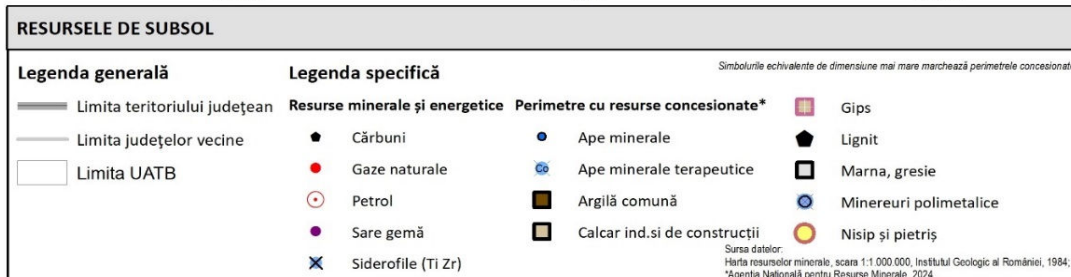 RESURSELE DE SUBSOL
Legenda generală
Limita teritoriului județean
Limita județelor vecine
Limita UATB
Legenda specifică
Simbolurile echivalente de dimensiune mai mare marchează perimetrele concesionate
Resurse minerale și energetice
Cărbuni
Gaze naturale
Petrol
Sare gemă
Siderofile (Ti Zr)
Perimetre cu resurse concesionate*
Ape minerale
Co Ape minerale terapeutice
Argilă comună
Calcar ind.si de construcții
Gips
Lignit
Marna, gresie
Minereuri polimetalice
Nisip și pietriș
Sursa datelor:
Harta resurselor minerale, scara 1:1.000.000, Institutul Geologic al României, 1984;
*Agenția Națională pentru Resurse Minerale, 2024